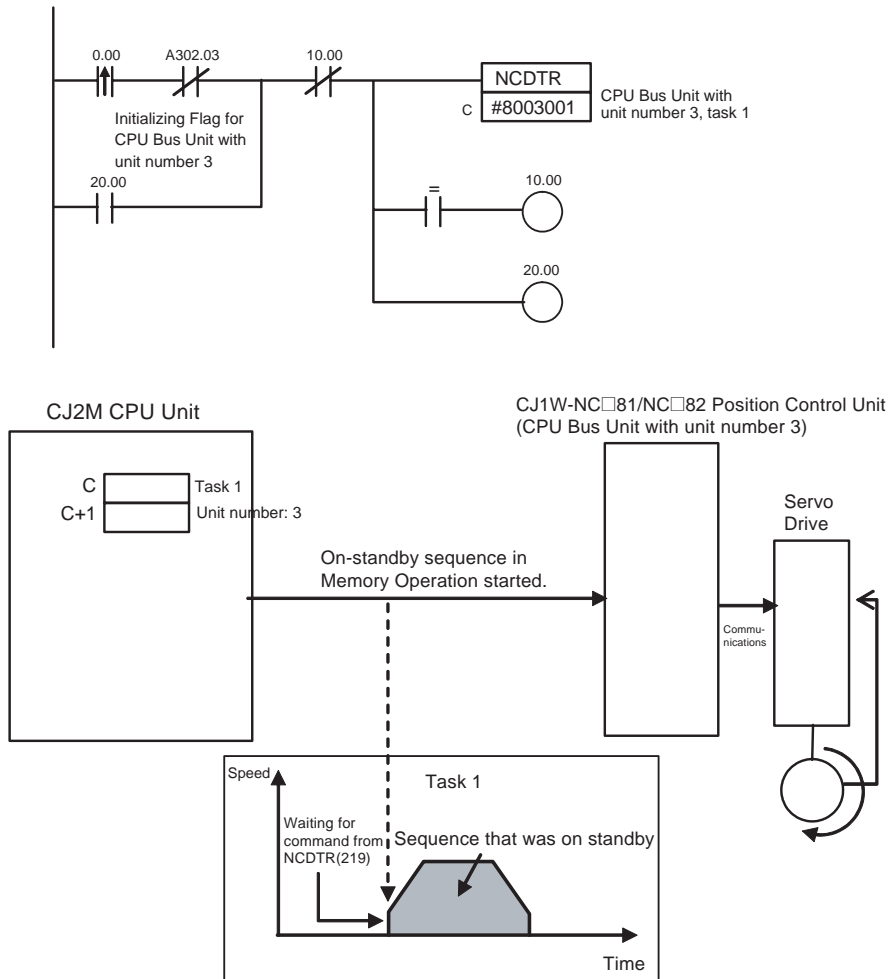 0.00
A302.03
10.00
NCDTR
C
#8003001
CPU Bus Unit with
unit number 3, task 1
Initializing Flag for
CPU Bus Unit with
unit number 3
20.00
=
10.00
20.00
CJ2M CPU Unit
CJ1W-NC□81/NC□82 Position Control Unit
(CPU Bus Unit with unit number 3)
C
Task 1
C+1
Unit number: 3
Servo
Drive
On-standby sequence in
Memory Operation started.
Commu-
nications
Speed
Task 1
Waiting for
command from
NCDTR(219)
Sequence that was on standby
Time